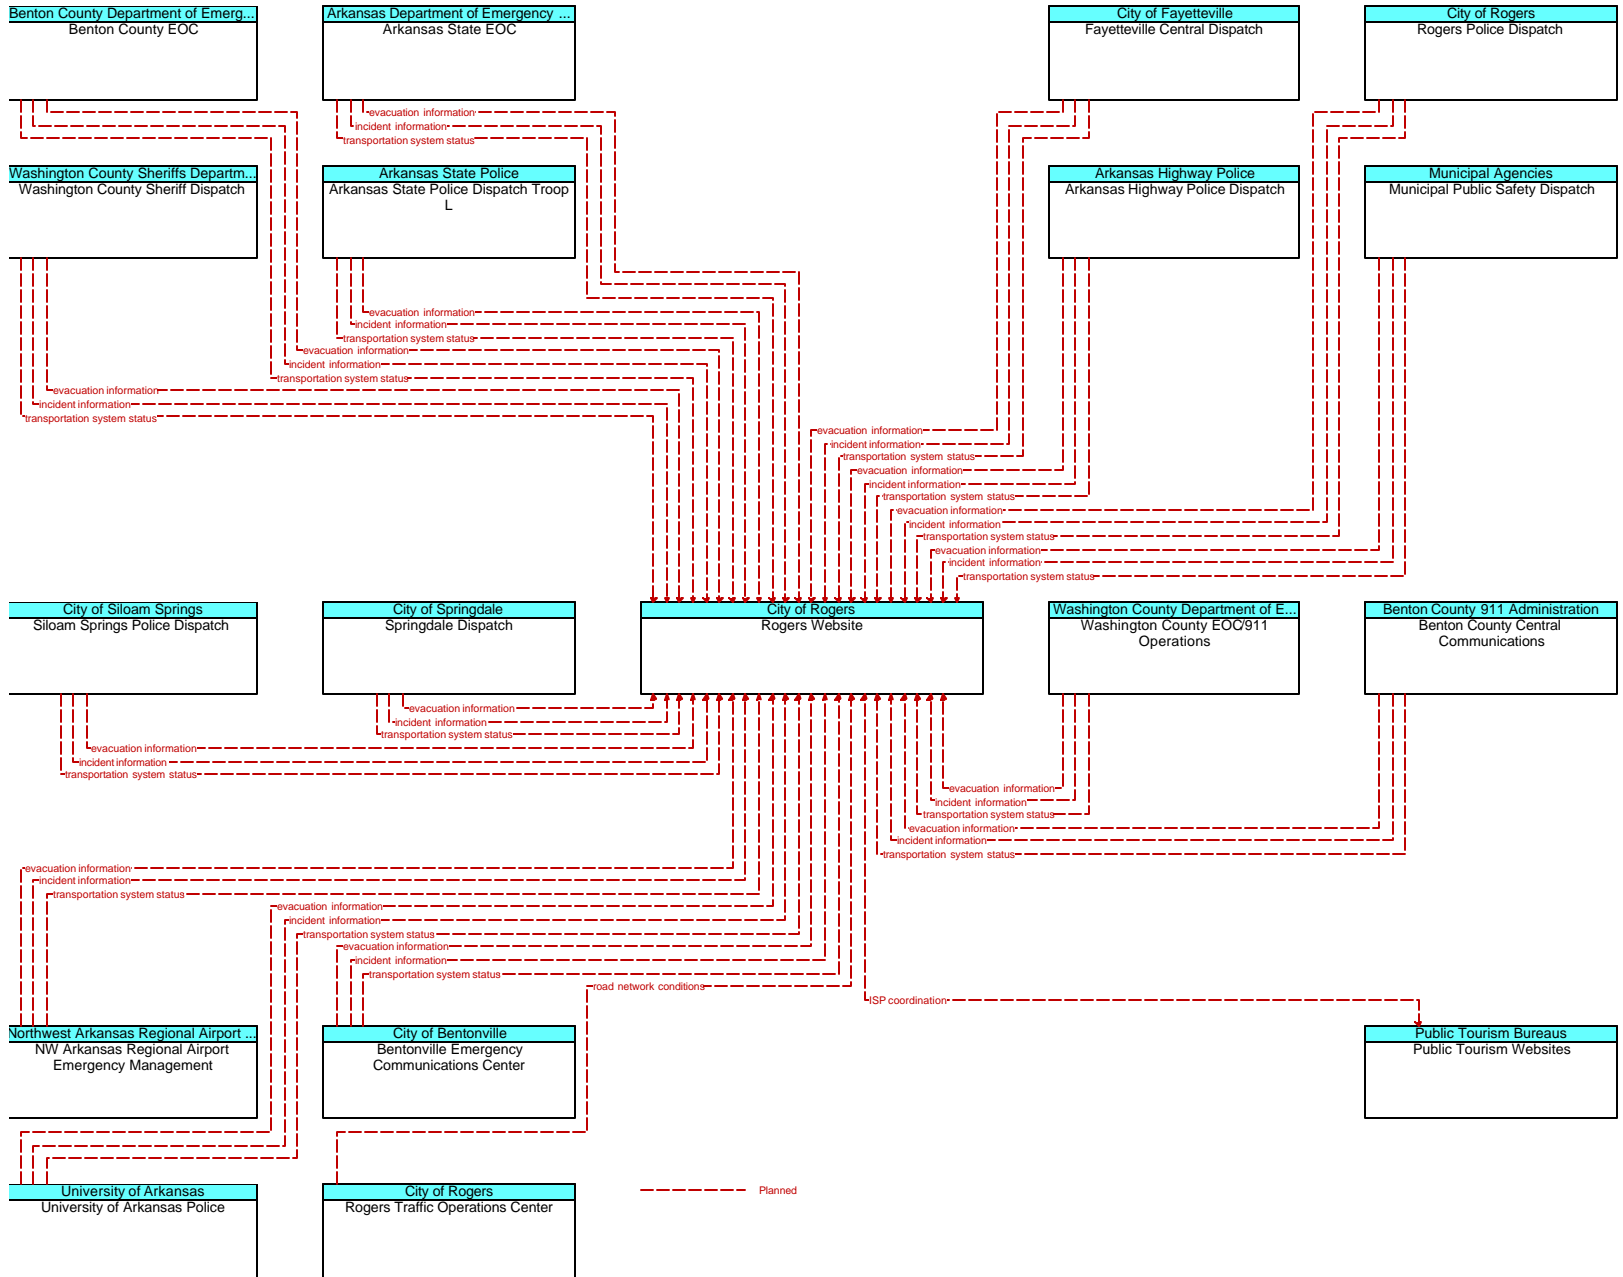 Benton County Department of Emerg...
Benton County EOC
Arkansas Department of Emergency ...
Arkansas State EOC
City of Fayetteville
Fayetteville Central Dispatch
City of Rogers
Rogers Police Dispatch
evacuation information
incident information
transportation system status
Washington County Sheriffs Departm...
Washington County Sheriff Dispatch
Arkansas State Police
Arkansas State Police Dispatch Troop
L
Arkansas Highway Police
Arkansas Highway Police Dispatch
Municipal Agencies
Municipal Public Safety Dispatch
evacuation information
incident information
transportation system status
evacuation information
incident information
transportation system status
evacuation information
incident information
transportation system status
evacuation information
incident information
transportation system status
evacuation information
incident information
transportation system status
evacuation information
incident information
transportation system status
evacuation information
incident information
transportation system status
City of Siloam Springs
Siloam Springs Police Dispatch
City of Springdale
Springdale Dispatch
City of Rogers
Rogers Website
Washington County Department of E...
Washington County EOC/911
Operations
Benton County 911 Administration
Benton County Central
Communications
evacuation information
incident information
transportation system status
evacuation information
incident information
transportation system status
evacuation information
incident information
transportation system status
evacuation information
incident information
transportation system status
evacuation information
incident information
transportation system status
evacuation information
incident information
transportation system status
evacuation information
incident information
transportation system status
road network conditions
ISP coordination
Northwest Arkansas Regional Airport ...
NW Arkansas Regional Airport
Emergency Management
City of Bentonville
Bentonville Emergency
Communications Center
Public Tourism Bureaus
Public Tourism Websites
University of Arkansas
University of Arkansas Police
City of Rogers
Rogers Traffic Operations Center
Planned